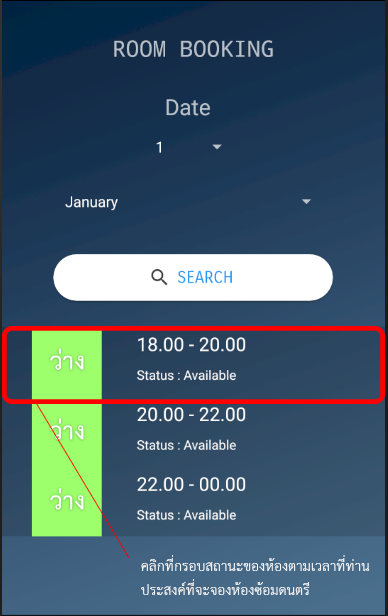 ROOM BOOKING
Date
1
January
SEARCH
ว่าง
18.00 - 20.00
Status : Available
ว่าง
20.00 - 22.00
Status : Available
ว่าง
22.00 - 00.00
Status : Available
คลิกที่กรอบสถานะของห้องตามเวลาที่ท่าน
ประสงค์ที่จะจองห้องซ้อมดนตรี